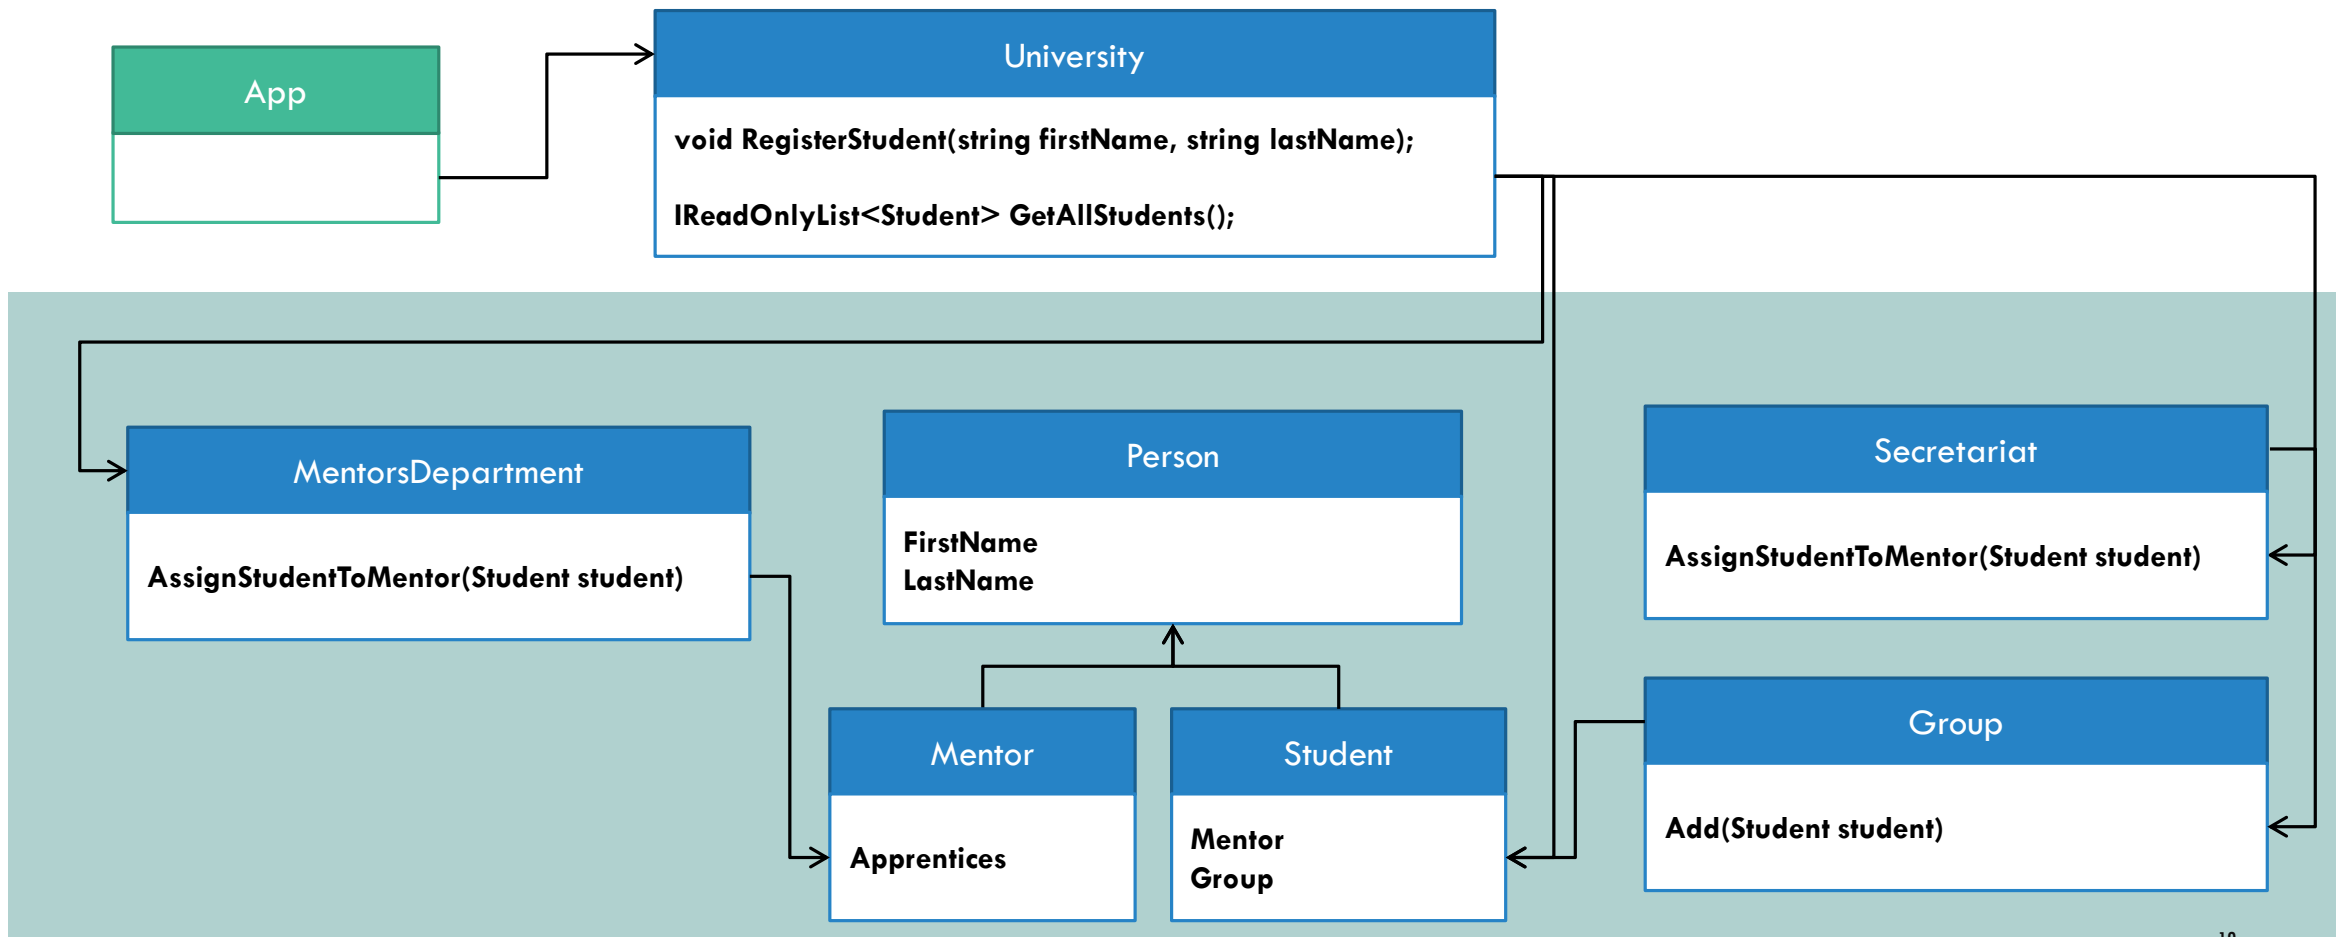 App
University
void RegisterStudent(string firstName, string lastName);
IReadOnlyList<Student> GetAllStudents();
MentorsDepartment
AssignStudentToMentor(Student student)
Person
FirstName
LastName
Secretariat
AssignStudentToMentor(Student student)
Mentor
Apprentices
Student
Mentor
Group
Group
Add(Student student)